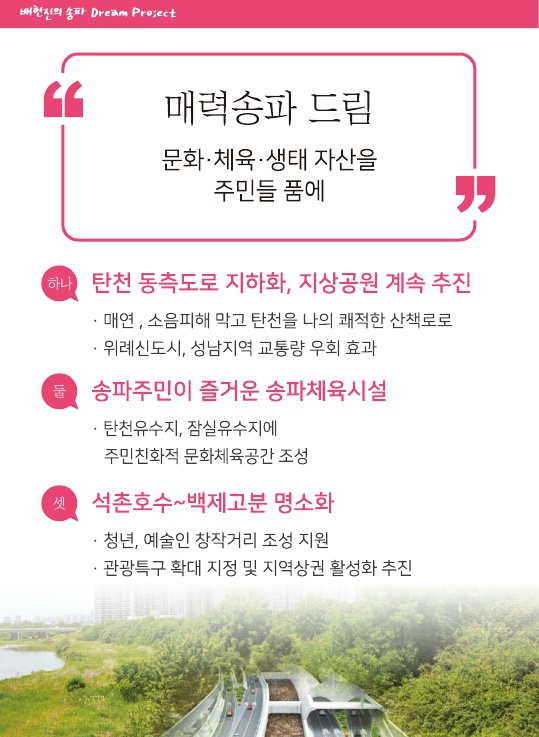 배현진의 송파 Dream Project
“
매력송파 드림
문화·체육·생태 자산을
주민들 품에
”
하나 탄천 동측도로 지하화, 지상공원 계속 추진
· 매연 , 소음피해 막고 탄천을 나의 쾌적한 산책로로
· 위례신도시, 성남지역 교통량 우회 효과
둘 송파주민이 즐거운 송파체육시설
· 탄천유수지, 잠실유수지에
주민친화적 문화체육공간 조성
셋 석촌호수~백제고분 명소화
· 청년, 예술인 창작거리 조성 지원
· 관광특구 확대 지정 및 지역상권 활성화 추진